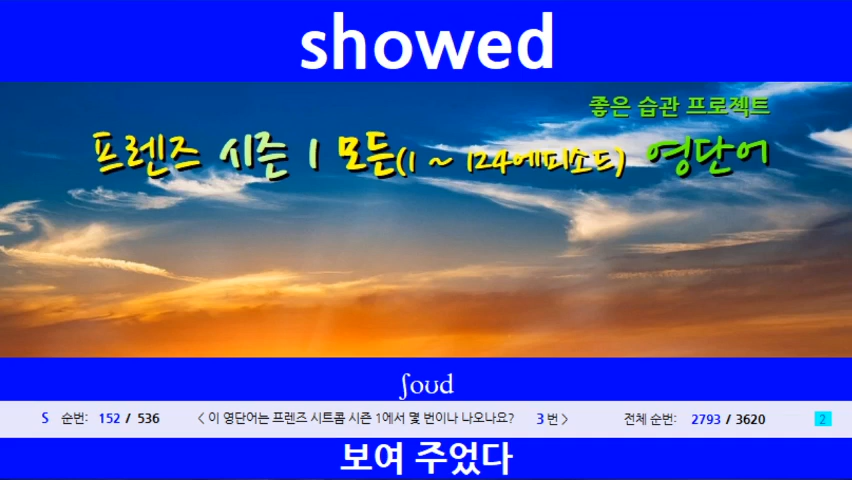 showed
좋은 습관 프로젝트
프렌즈 시즌 1 모든(1 ~ 124에피소드) 영단어
ʃoʊd
S 순번: 152 / 536 < 이 영단어는 프렌즈 시트콤 시즌 1에서 몇 번이나 나오나요? 3 번 > 전체 순번: 2793 / 3620 2
보여 주었다